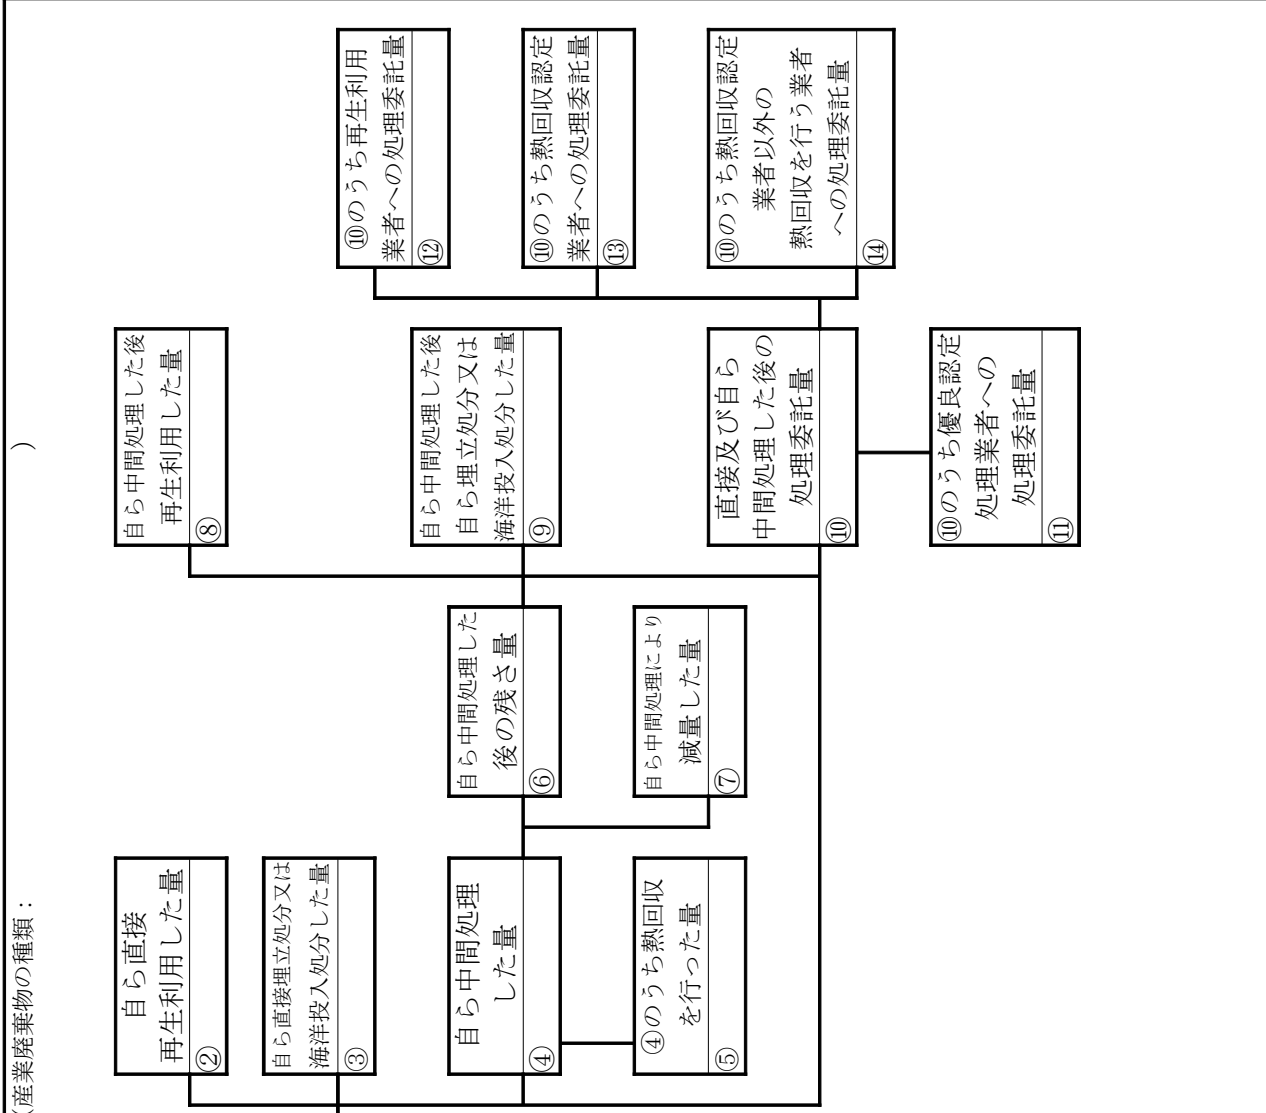 (産業廃棄物の種類：
)
自ら直接
再生利用した量
②
自ら直接埋立処分又は
海洋投入処分した量
③
自ら中間処理
した量
④
④のうち熱回収
を行った量
⑤
自ら中間処理した
後の残さ量
⑥
自ら中間処理により
減量した量
⑦
自ら中間処理した後
再生利用した量
⑧
自ら中間処理した後
自ら埋立処分又は
海洋投入処分した量
⑨
直接及び自ら
中間処理した後の
処理委託量
⑩
⑩のうち優良認定
処理業者への
処理委託量
⑪
⑩のうち再生利用
業者への処理委託量
⑫
⑩のうち熱回収認定
業者への処理委託量
⑬
⑩のうち熱回収認定
業者以外の
熱回収を行う業者
への処理委託量
⑭